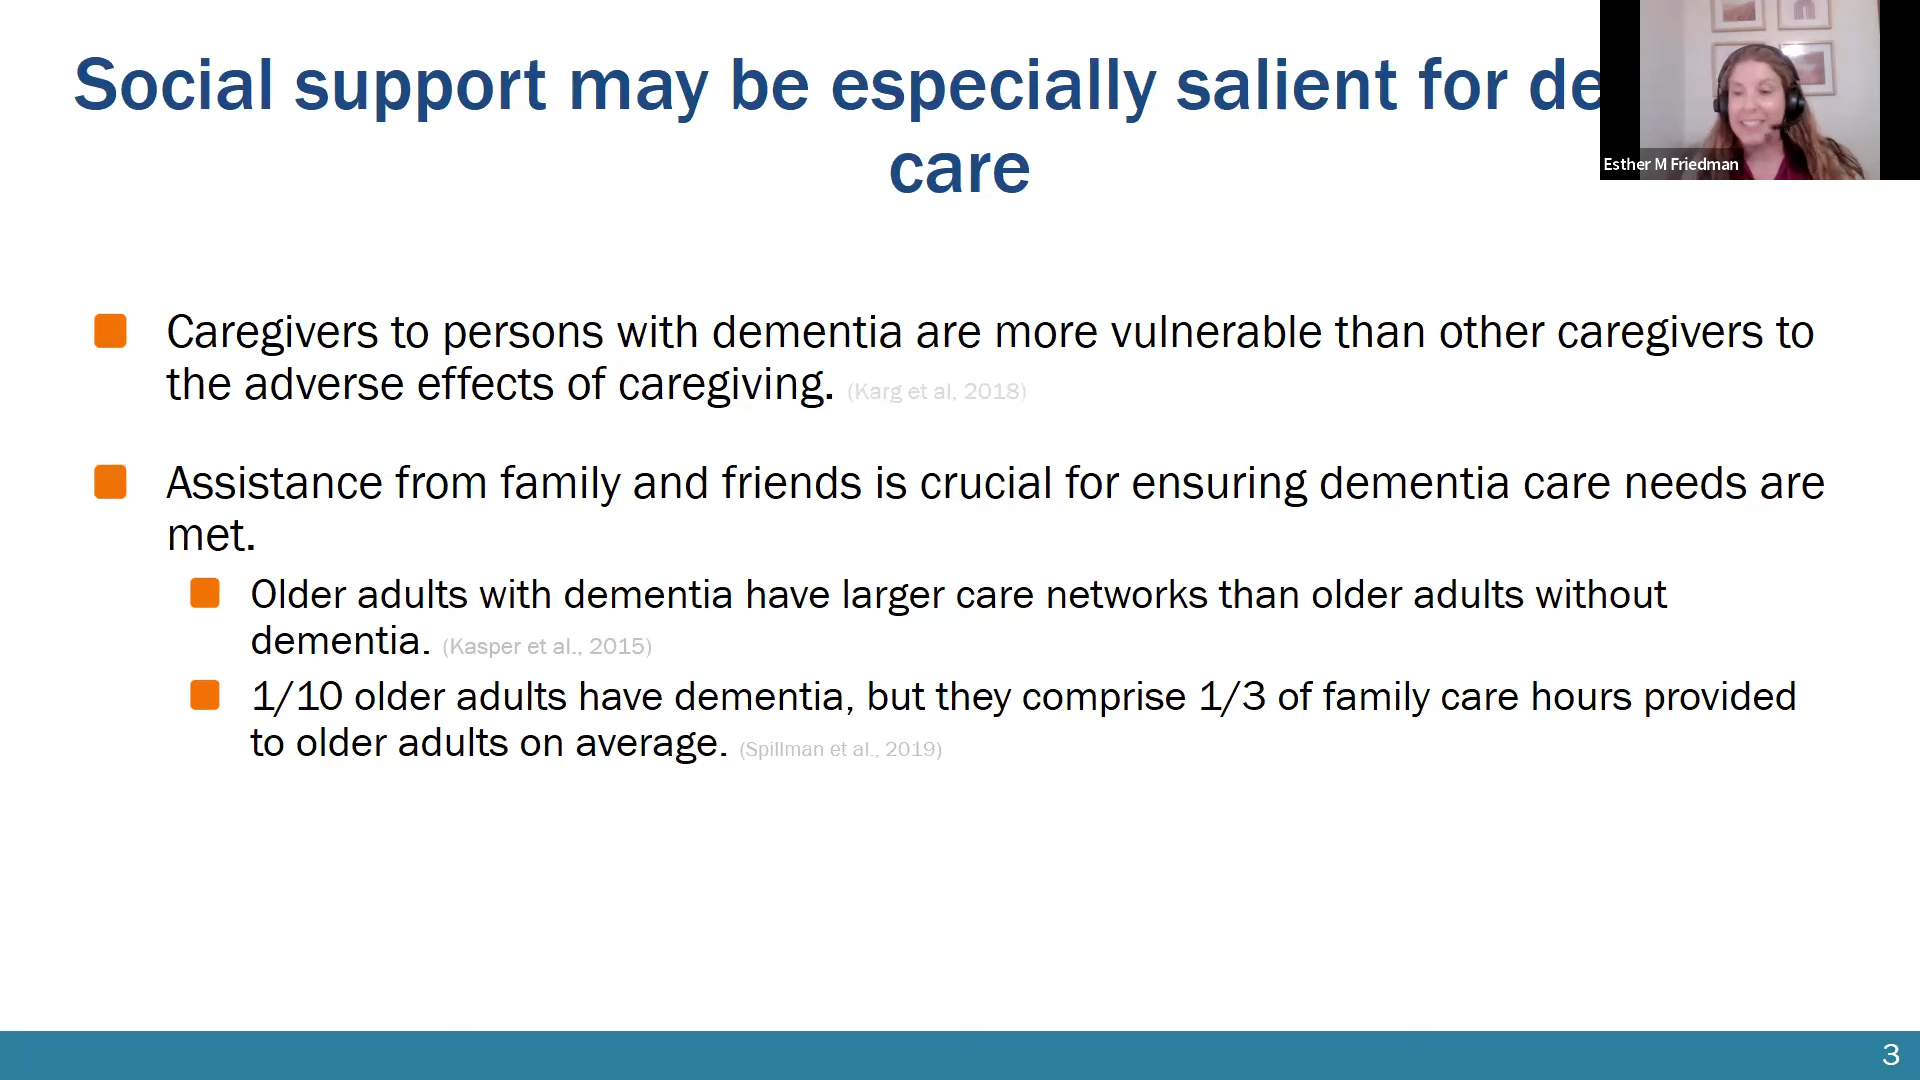 Social support may be especially salient for de
care
Esther M Friedman
Caregivers to persons with dementia are more vulnerable than other caregivers to
the adverse effects of caregiving. (Karg et al, 2018)
Assistance from family and friends is crucial for ensuring dementia care needs are
met.
Older adults with dementia have larger care networks than older adults without
dementia. (Kasper et al., 2015)
1/10 older adults have dementia, but they comprise 1/3 of family care hours provided
to older adults on average. (Spillman et al., 2019)
3